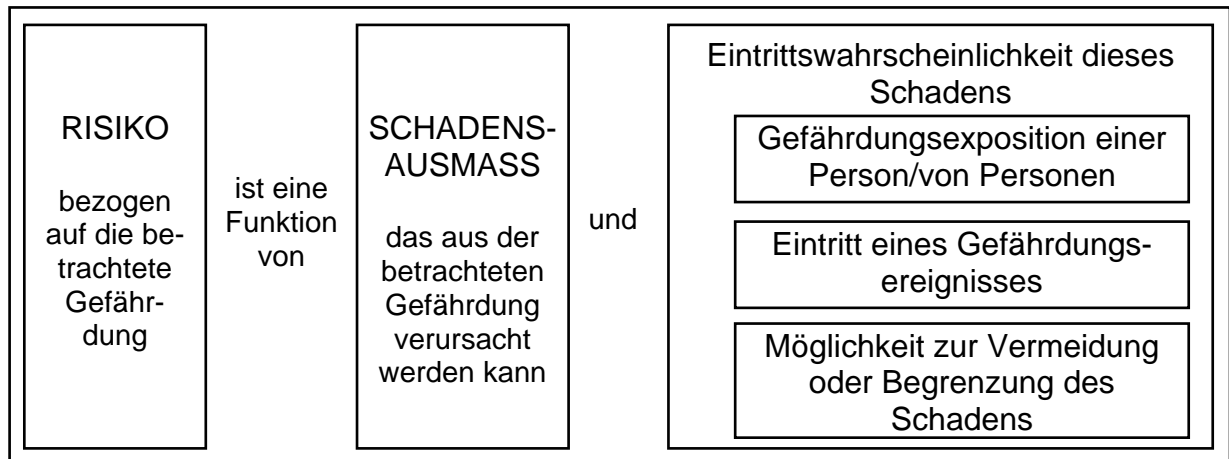 RISIKO
bezogen
auf die be-
trachtete
Gefähr-
dung
ist eine
Funktion
von
SCHADENS-
AUSMASS
das aus der
betrachteten
Gefährdung
verursacht
werden kann
und
Eintrittswahrscheinlichkeit dieses
Schadens
Gefährdungsexposition einer
Person/von Personen
Eintritt eines Gefährdungs-
ereignisses
Möglichkeit zur Vermeidung
oder Begrenzung des
Schadens